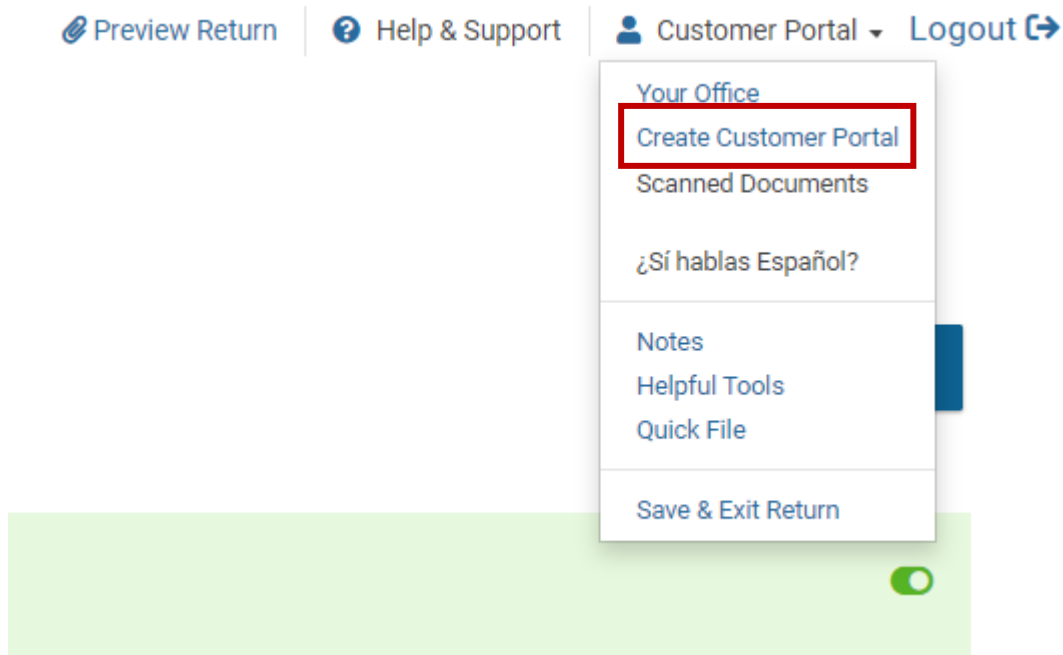 Preview Return Help & Support Customer Portal Logout
Your Office
Create Customer Portal
Scanned Documents
¿Sí hablas Español?
Notes
Helpful Tools
Quick File
Save & Exit Return